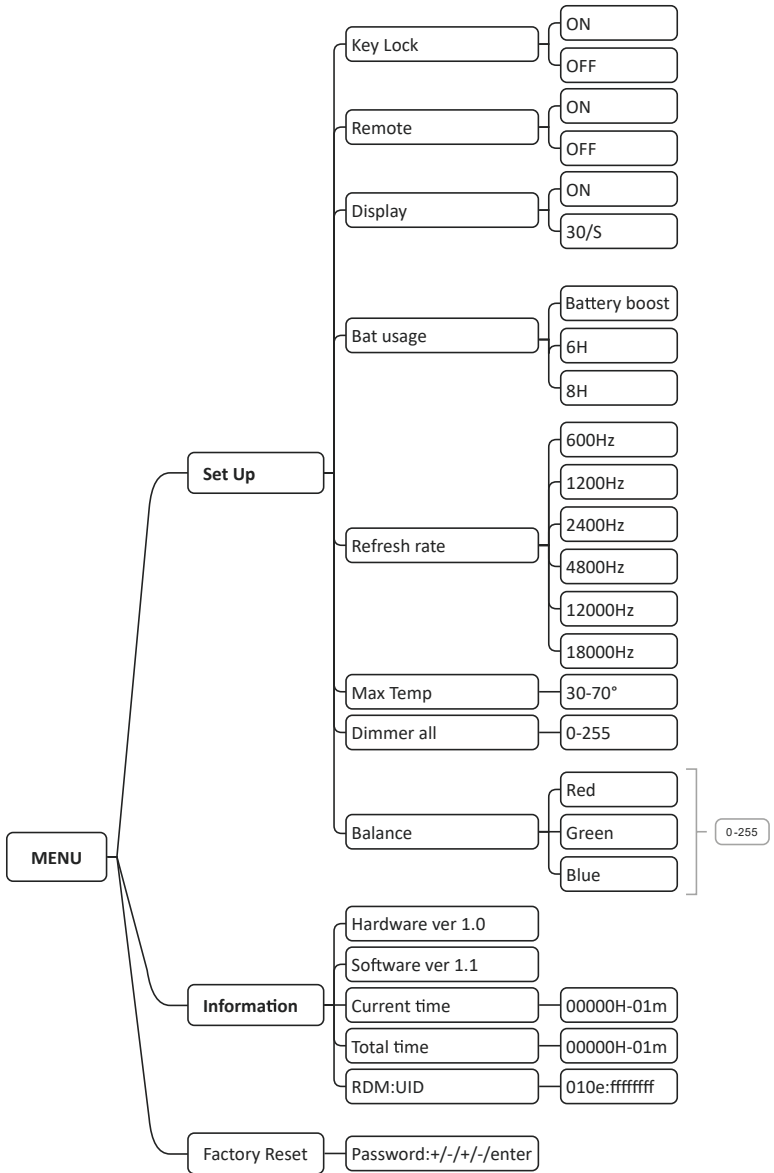 MENU
Set Up
Key Lock
ON
OFF
Remote
ON
OFF
Display
ON
30/S
Bat usage
Battery boost
6H
8H
Refresh rate
600Hz
1200Hz
2400Hz
4800Hz
12000Hz
18000Hz
Max Temp
30-70°
Dimmer all
0-255
Balance
Red
Green
Blue
0-255
Information
Hardware ver 1.0
Software ver 1.1
Current time
00000H-01m
Total time
00000H-01m
RDM:UID
010e:ffffffff
Factory Reset
Password:+/-/+/-/enter